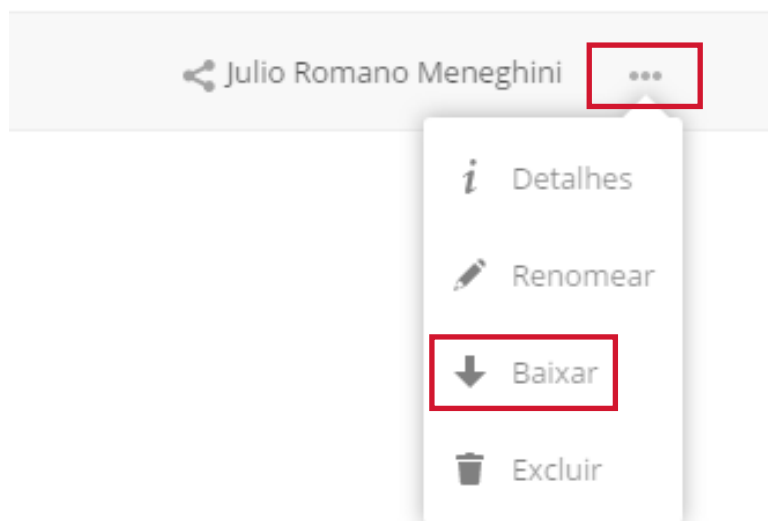 Julio Romano Meneghini
Detalhes
Renomear
Baixar
Excluir